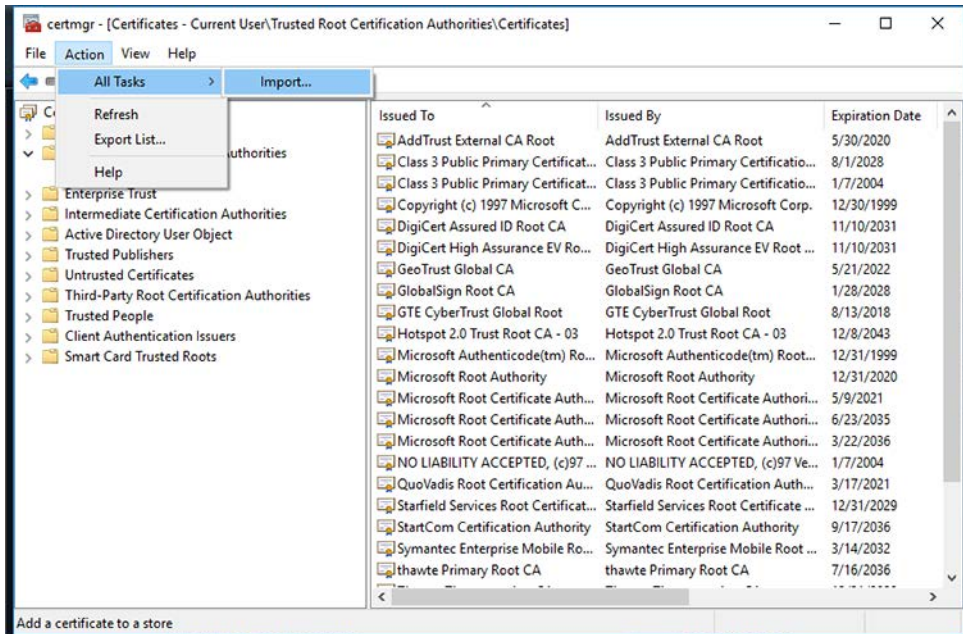 certmgr - [Certificates - Current User\Trusted Root Certification Authorities\Certificates]
File Action View Help
All Tasks > Import...
Refresh
Export List...
Help
uthorities
Enterprise Trust
Intermediate Certification Authorities
Active Directory User Object
Trusted Publishers
Untrusted Certificates
Third-Party Root Certification Authorities
Trusted People
Client Authentication Issuers
Smart Card Trusted Roots
Issued To Issued By Expiration Date
AddTrust External CA Root AddTrust External CA Root 5/30/2020
Class 3 Public Primary Certificat... Class 3 Public Primary Certificatio... 8/1/2028
Class 3 Public Primary Certificat... Class 3 Public Primary Certificatio... 1/7/2004
Copyright (c) 1997 Microsoft C... Copyright (c) 1997 Microsoft Corp. 12/30/1999
DigiCert Assured ID Root CA DigiCert Assured ID Root CA 11/10/2031
DigiCert High Assurance EV Ro... DigiCert High Assurance EV Root ... 11/10/2031
GeoTrust Global CA GeoTrust Global CA 5/21/2022
GlobalSign Root CA GlobalSign Root CA 1/28/2028
GTE CyberTrust Global Root GTE CyberTrust Global Root 8/13/2018
Hotspot 2.0 Trust Root CA - 03 Hotspot 2.0 Trust Root CA - 03 12/8/2043
Microsoft Authenticode(tm) Ro... Microsoft Authenticode(tm) Root... 12/31/1999
Microsoft Root Authority Microsoft Root Authority 12/31/2020
Microsoft Root Certificate Auth... Microsoft Root Certificate Authori... 5/9/2021
Microsoft Root Certificate Auth... Microsoft Root Certificate Authori... 6/23/2035
Microsoft Root Certificate Auth... Microsoft Root Certificate Authori... 3/22/2036
NO LIABILITY ACCEPTED, (c)97 ... NO LIABILITY ACCEPTED, (c)97 Ve... 1/7/2004
QuoVadis Root Certification Au... QuoVadis Root Certification Auth... 3/17/2021
Starfield Services Root Certificat... Starfield Services Root Certificate ... 12/31/2029
StartCom Certification Authority StartCom Certification Authority 9/17/2036
Symantec Enterprise Mobile Ro... Symantec Enterprise Mobile Root ... 3/14/2032
thawte Primary Root CA thawte Primary Root CA 7/16/2036
Add a certificate to a store